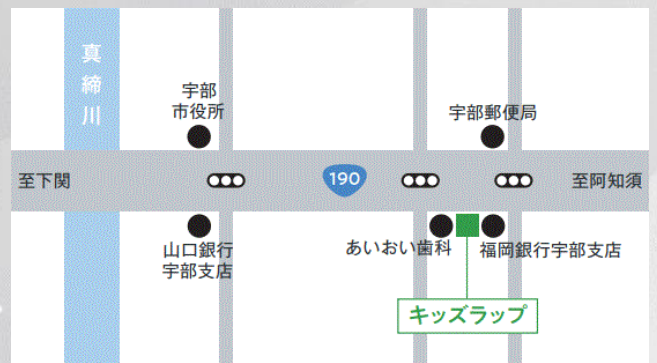 真締川
宇部
市役所
宇部郵便局
至下関
190
至阿知須
山口銀行
宇部支店
あいおい歯科
福岡銀行宇部支店
キッズラップ